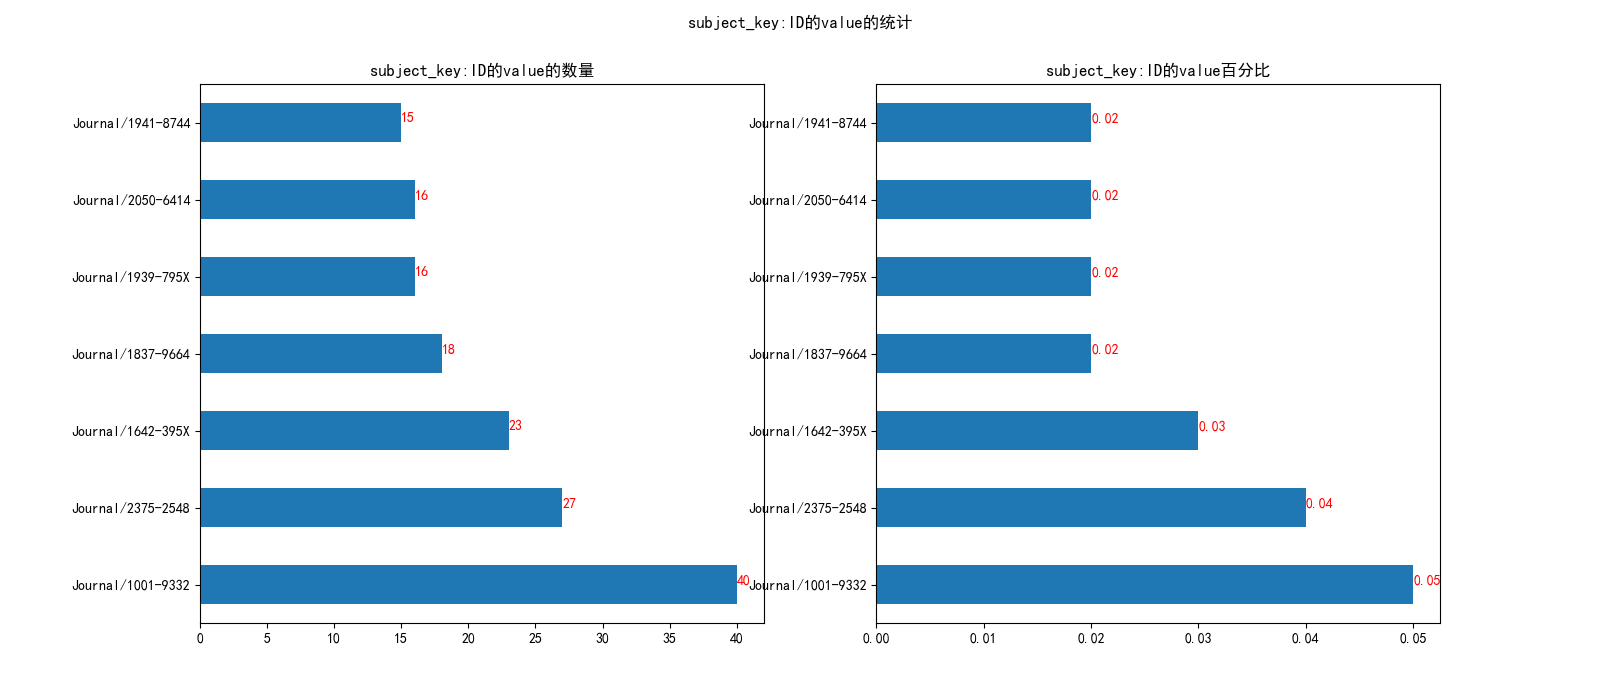 subject_key:ID的value的统计
subject_key:ID的value的数量
Journal/1941-8744
15
Journal/2050-6414
16
Journal/1939-795X
16
Journal/1837-9664
18
Journal/1642-395X
23
Journal/2375-2548
27
Journal/1001-9332
40
0 5 10 15 20 25 30 35 40
subject_key:ID的value百分比
Journal/1941-8744
0.02
Journal/2050-6414
0.02
Journal/1939-795X
0.02
Journal/1837-9664
0.02
Journal/1642-395X
0.03
Journal/2375-2548
0.04
Journal/1001-9332
0.05
0.00 0.01 0.02 0.03 0.04 0.05